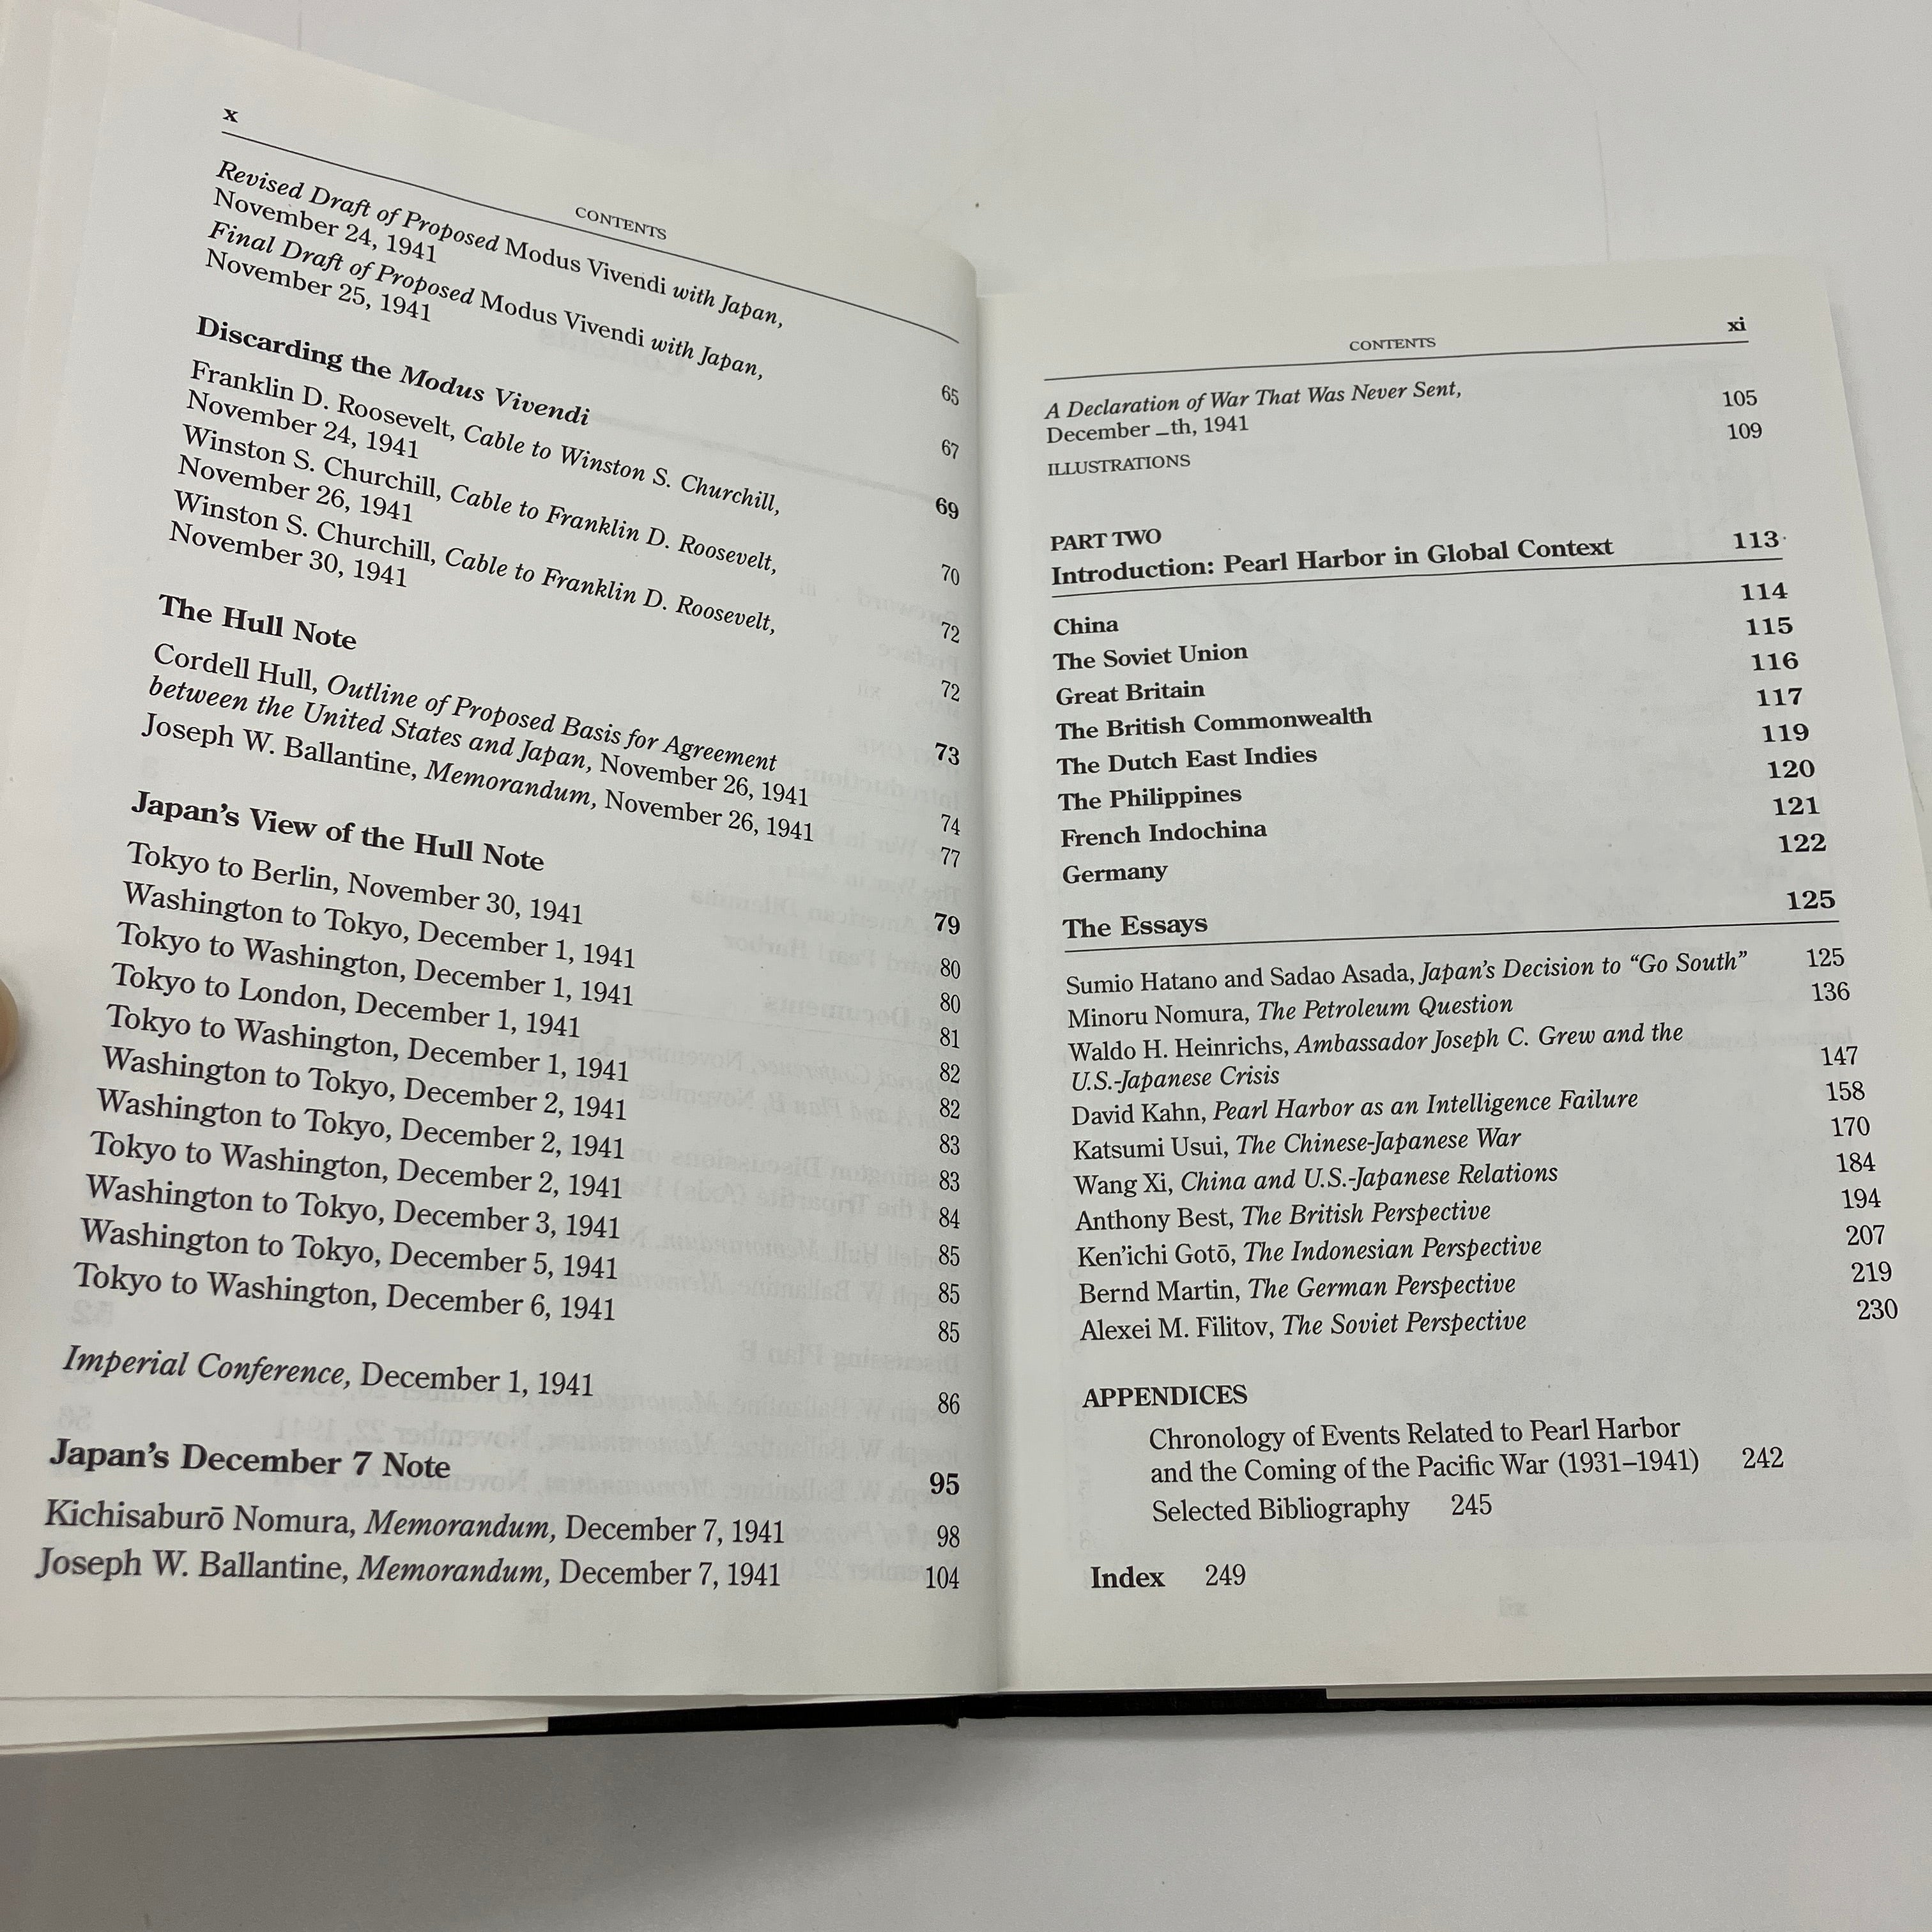 x
CONTENTS
Revised Draft of Proposed Modus Vivendi with Japan,
November 24, 1941 65
Final Draft of Proposed Modus Vivendi with Japan,
November 25, 1941 67
Discarding the Modus Vivendi 69
Franklin D. Roosevelt, Cable to Winston S. Churchill,
November 24, 1941 70
Winston S. Churchill, Cable to Franklin D. Roosevelt,
November 26, 1941 72
Winston S. Churchill, Cable to Franklin D. Roosevelt,
November 30, 1941 72
The Hull Note 73
Cordell Hull, Outline of Proposed Basis for Agreement
between the United States and Japan, November 26, 1941 74
Joseph W. Ballantine, Memorandum, November 26, 1941 77
Japan's View of the Hull Note 79
Tokyo to Berlin, November 30, 1941 80
Washington to Tokyo, December 1, 1941 80
Tokyo to Washington, December 1, 1941 81
Tokyo to London, December 1, 1941 82
Tokyo to Washington, December 1, 1941 82
Washington to Tokyo, December 2, 1941 83
Washington to Tokyo, December 2, 1941 83
Tokyo to Washington, December 2, 1941 84
Washington to Tokyo, December 3, 1941 85
Washington to Tokyo, December 5, 1941 85
Tokyo to Washington, December 6, 1941 85
Imperial Conference, December 1, 1941 86
Japan's December 7 Note 95
Kichisaburō Nomura, Memorandum, December 7, 1941 98
Joseph W. Ballantine, Memorandum, December 7, 1941 104
CONTENTS xi
A Declaration of War That Was Never Sent,
December _th, 1941 105
ILLUSTRATIONS 109
PART TWO
Introduction: Pearl Harbor in Global Context 113
China 114
The Soviet Union 115
Great Britain 116
The British Commonwealth 117
The Dutch East Indies 119
The Philippines 120
French Indochina 121
Germany 122
The Essays 125
Sumio Hatano and Sadao Asada, Japan's Decision to “Go South” 125
Minoru Nomura, The Petroleum Question 136
Waldo H. Heinrichs, Ambassador Joseph C. Grew and the
U.S.-Japanese Crisis 147
David Kahn, Pearl Harbor as an Intelligence Failure 158
Katsumi Usui, The Chinese-Japanese War 170
Wang Xi, China and U.S.-Japanese Relations 184
Anthony Best, The British Perspective 194
Ken'ichi Gotō, The Indonesian Perspective 207
Bernd Martin, The German Perspective 219
Alexei M. Filitov, The Soviet Perspective 230
APPENDICES
Chronology of Events Related to Pearl Harbor
and the Coming of the Pacific War (1931–1941) 242
Selected Bibliography 245
Index 249